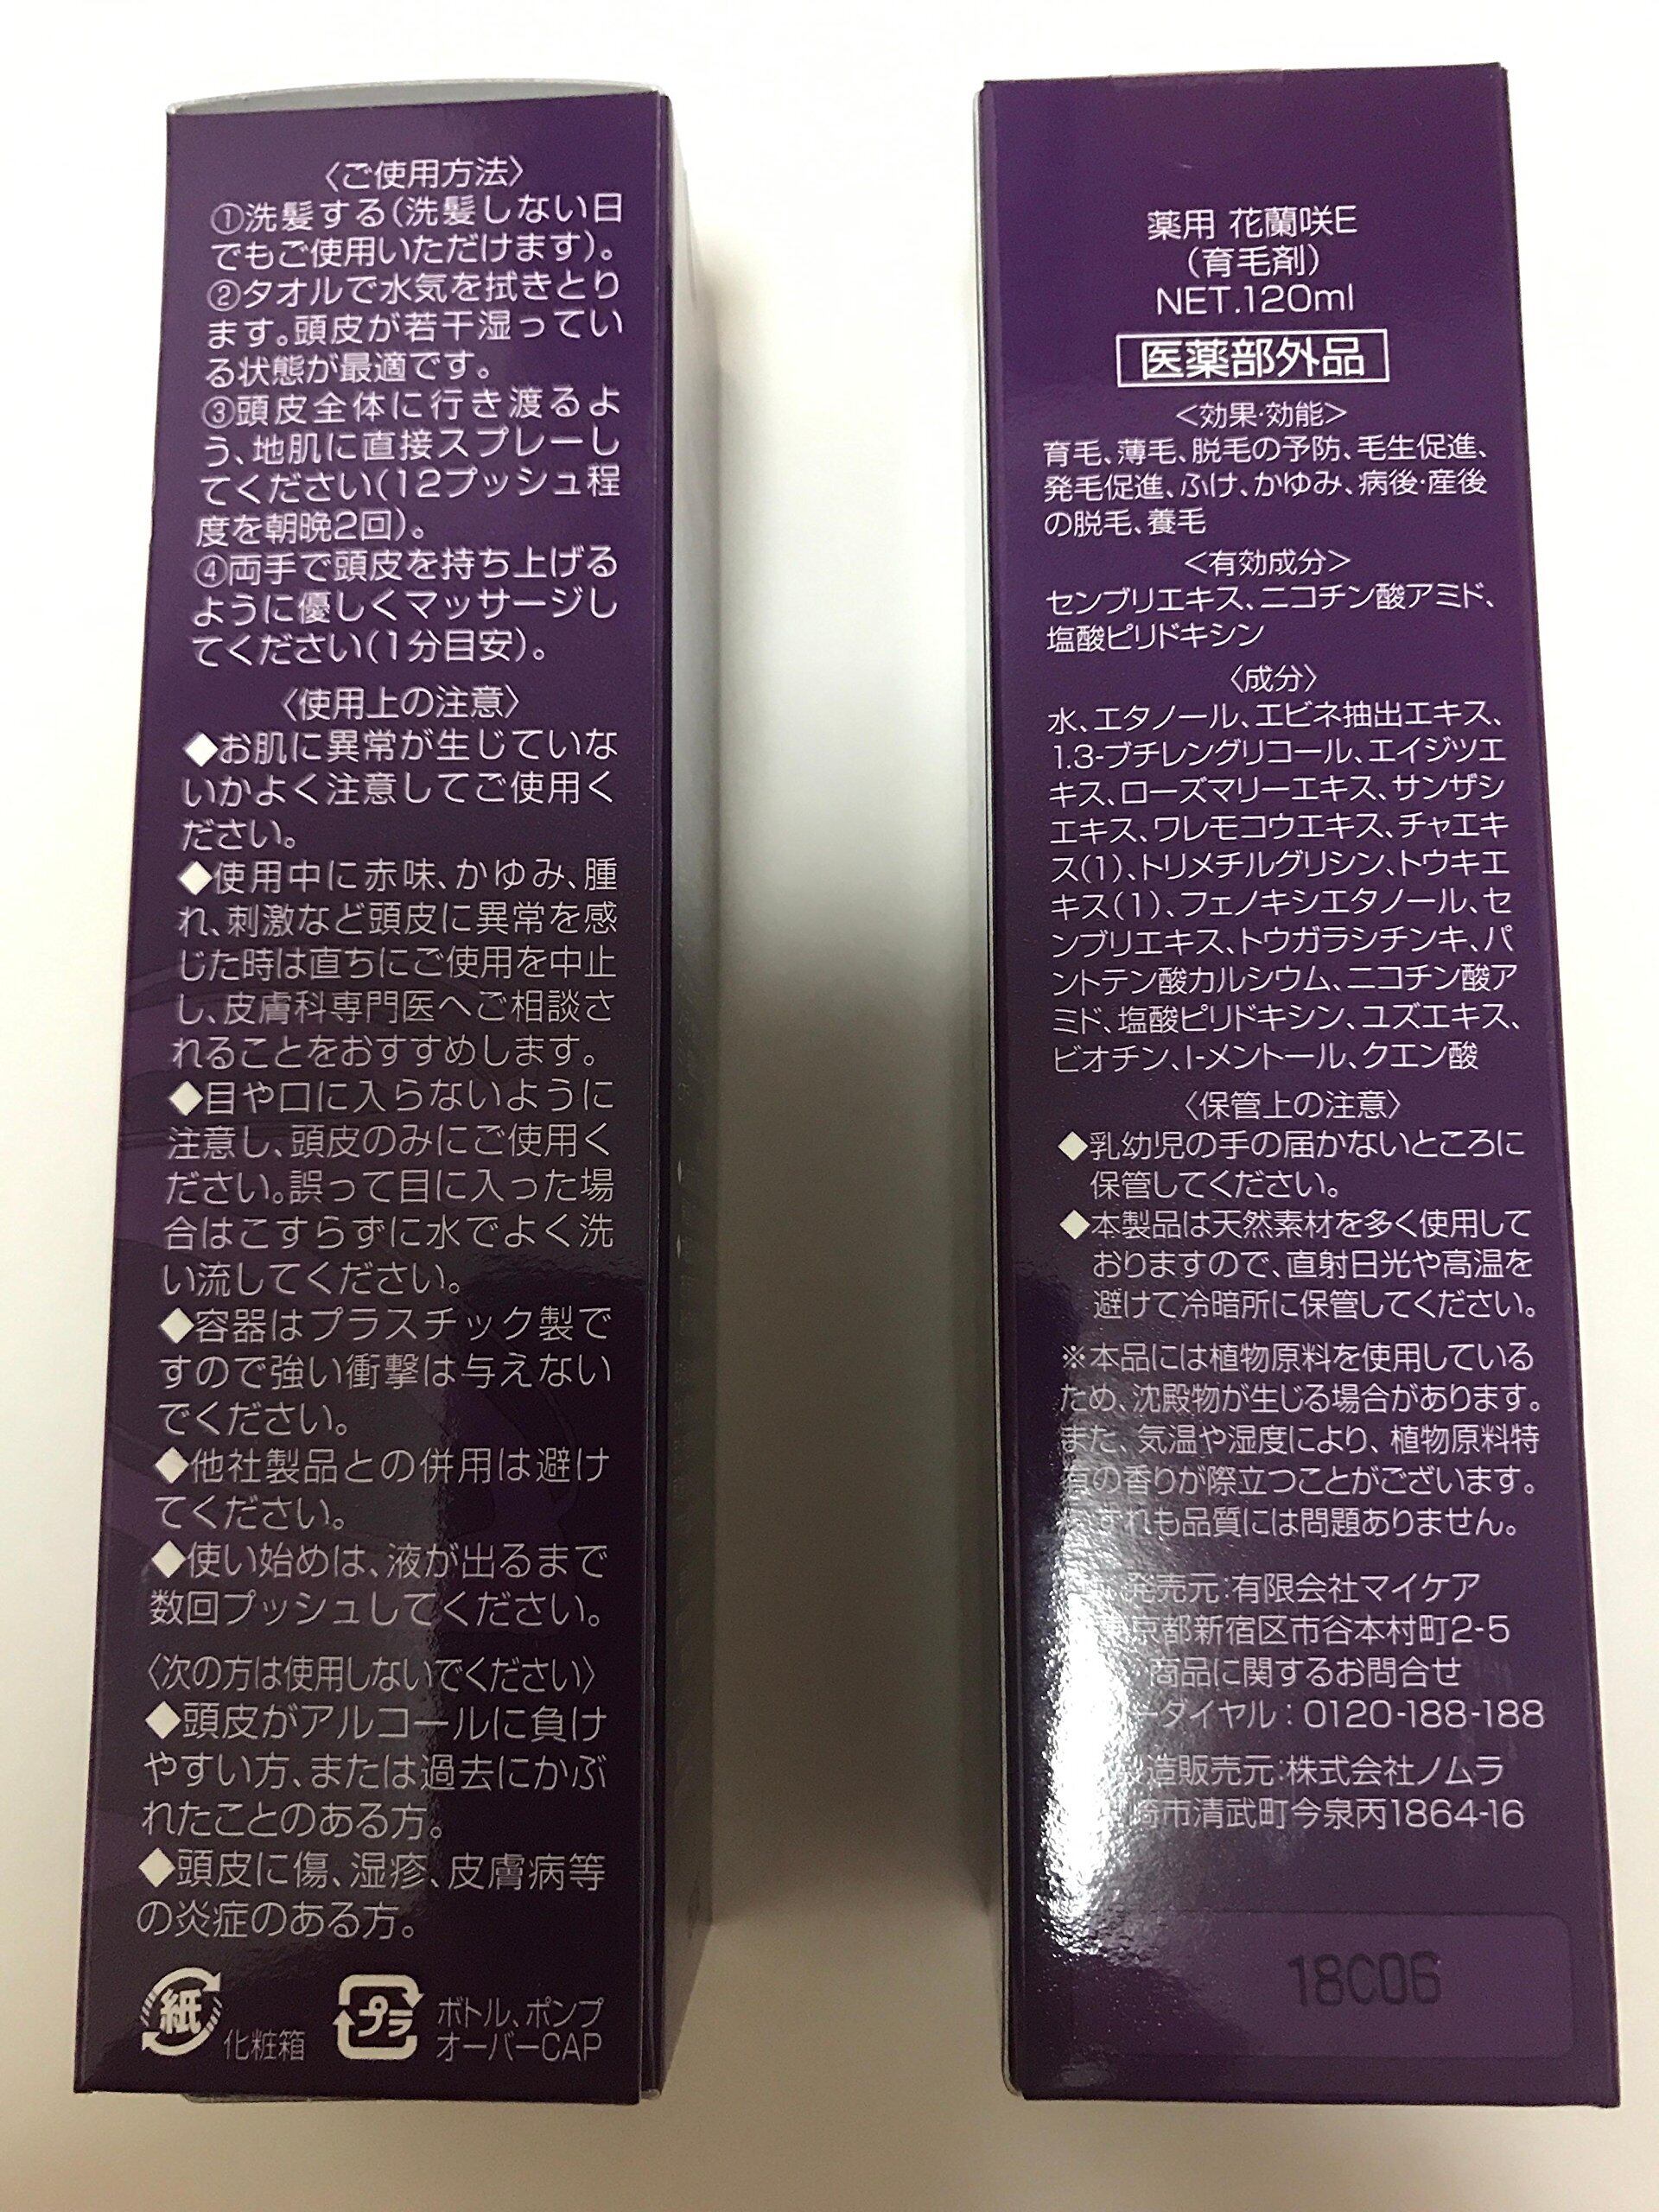 〈ご使用方法〉
①洗髪する(洗髪しない日
でもご使用いただけます)。
②タオルで水気を拭きとり
ます。頭皮が若干湿ってい
る状態が最適です。
③頭皮全体に行き渡るよ
う、地肌に直接スプレーし
てください(12プッシュ程
度を朝晩2回)。
④両手で頭皮を持ち上げる
ように優しくマッサージし
てください(1分目安)。
〈使用上の注意〉
◆お肌に異常が生じていな
いかよく注意してご使用く
ださい。
◆使用中に赤味、かゆみ、腫
れ、刺激など頭皮に異常を感
じた時は直ちにご使用を中止
し、皮膚科専門医へご相談さ
れることをおすすめします。
◆目や口に入らないように
注意し、頭皮のみにご使用く
ださい。誤って目に入った場
合はこすらずに水でよく洗
い流してください。
◆容器はプラスチック製で
すので強い衝撃は与えない
でください。
◆他社製品との併用は避け
てください。
◆使い始めは、液が出るまで
数回プッシュしてください。
〈次の方は使用しないでください〉
◆頭皮がアルコールに負け
やすい方、または過去にかぶ
れたことのある方。
◆頭皮に傷、湿疹、皮膚病等
の炎症のある方。
紙
化粧箱
プラ
ボトル、ポンプ
オーバーCAP
薬用 花蘭咲E
(育毛剤)
NET.120ml
医薬部外品
＜効果・効能＞
育毛、薄毛、脱毛の予防、毛生促進、
発毛促進、ふけ、かゆみ、病後・産後
の脱毛、養毛
＜有効成分＞
センブリエキス、ニコチン酸アミド、
塩酸ピリドキシン
〈成分〉
水、エタノール、エビネ抽出エキス、
1.3-ブチレングリコール、エイジツエ
キス、ローズマリーエキス、サンザシ
エキス、ワレモコウエキス、チャエキ
ス(1)、トリメチルグリシン、トウキエ
キス(1)、フェノキシエタノール、セ
ンブリエキス、トウガラシチンキ、パ
ントテン酸カルシウム、ニコチン酸ア
ミド、塩酸ピリドキシン、ユズエキス、
ビオチン、l-メントール、クエン酸
〈保管上の注意〉
◆乳幼児の手の届かないところに
保管してください。
◆本製品は天然素材を多く使用して
おりますので、直射日光や高温を
避けて冷暗所に保管してください。
※本品には植物原料を使用している
ため、沈殿物が生じる場合があります。
また、気温や湿度により、植物原料特
有の香りが際立つことがございます。
いずれも品質には問題ありません。
発売元:有限会社マイケア
京都新宿区市谷本村町2-5
商品に関するお問合せ
ーダイヤル：0120-188-188
造販売元:株式会社ノムラ
崎市清武町今泉丙1864-16
18C06